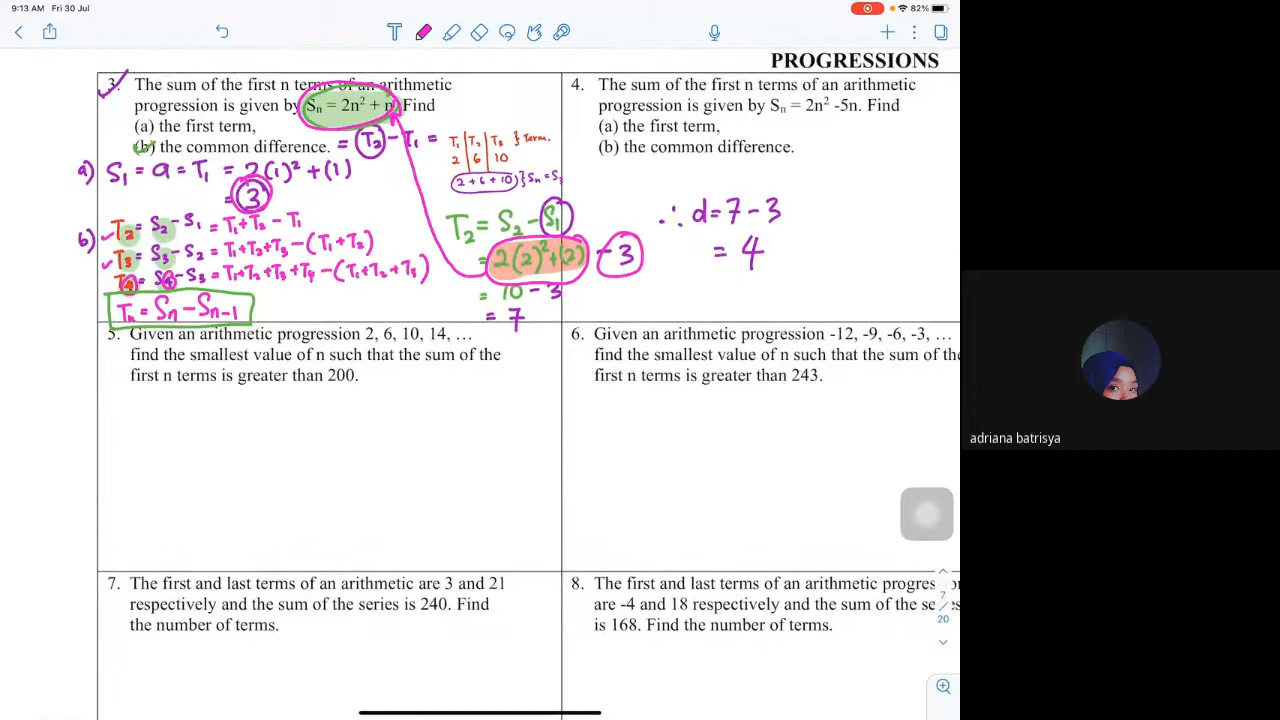 9:13 AM Fri 30 Jul
82%
PROGRESSIONS
3. The sum of the first n terms of an arithmetic
progression is given by Sn = 2n² + n. Find
(a) the first term,
(b) the common difference. = T2 - T1 =
T1 T2 T3 } Term.
2 6 10
2 + 6 + 10 } Sn = S3
a) S1 = a = T1 = 2(1)² + (1)
= 3
b) T2 = S2 - S1 = T1+T2 - T1
T3 = S3 - S2 = T1+T2+T3 - (T1+T2)
T4 = S4 - S3 = T1+T2+T3+T4 - (T1+T2+T3)
Tn = Sn - Sn-1
T2 = S2 - S1
= 2(2)² + (2) - 3
= 10 - 3
= 7
4. The sum of the first n terms of an arithmetic
progression is given by Sn = 2n² -5n. Find
(a) the first term,
(b) the common difference.
∴ d = 7 - 3
= 4
5. Given an arithmetic progression 2, 6, 10, 14, …
find the smallest value of n such that the sum of the
first n terms is greater than 200.
6. Given an arithmetic progression -12, -9, -6, -3, …
find the smallest value of n such that the sum of the
first n terms is greater than 243.
7. The first and last terms of an arithmetic are 3 and 21
respectively and the sum of the series is 240. Find
the number of terms.
8. The first and last terms of an arithmetic progres
are -4 and 18 respectively and the sum of the se
is 168. Find the number of terms.
7
20
adriana batrisya